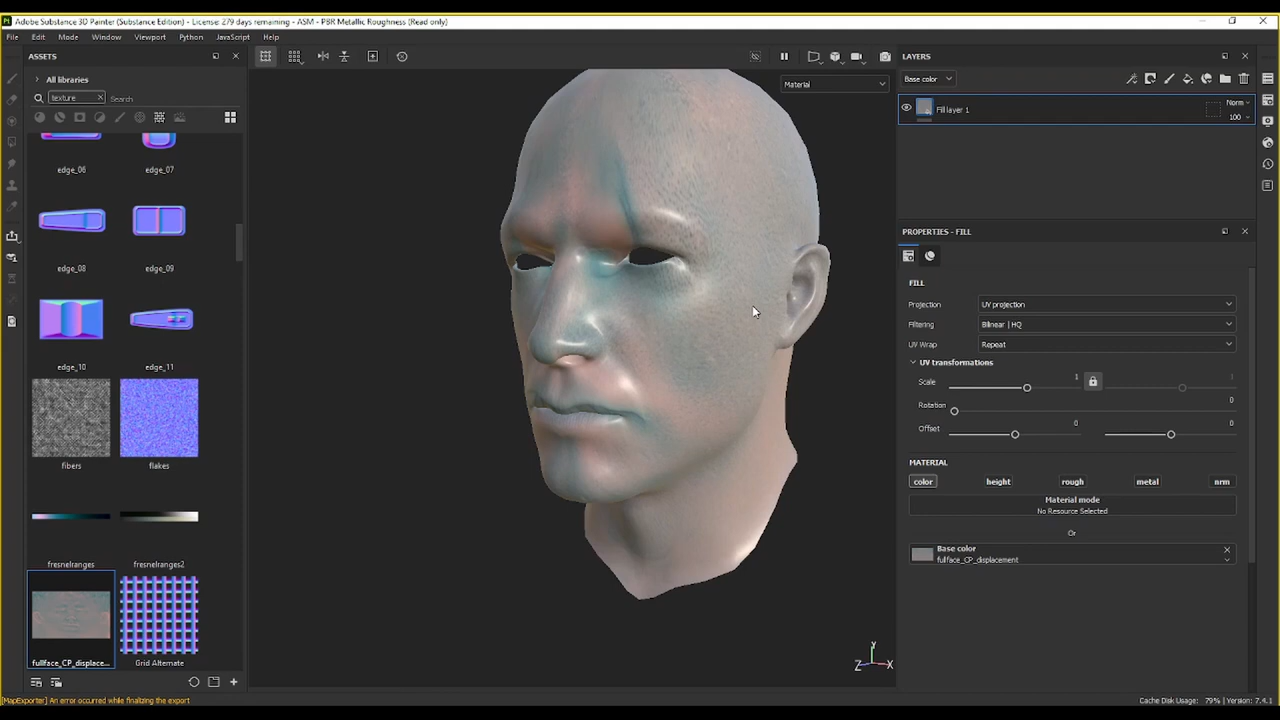 Adobe Substance 3D Painter (Substance Edition) - License: 279 days remaining - ASM - PBR Metallic Roughness (Read only)
File Edit Mode Window Viewport Python JavaScript Help
ASSETS
All libraries
texture Search
edge_06 edge_07
edge_08 edge_09
edge_10 edge_11
fibers flakes
fresnelranges fresnelranges2
fullface_CP_displace... Grid Alternate
Material
Y
Z X
LAYERS
Base color
Fill layer 1
Norm
100
PROPERTIES - FILL
FILL
Projection UV projection
Filtering Bilinear | HQ
UV Wrap Repeat
UV transformations
Scale 1 1
Rotation 0
Offset 0 0
MATERIAL
color height rough metal nrm
Material mode
No Resource Selected
Or
Base color
fullface_CP_displacement
[MapExporter] An error occurred while finalizing the export
Cache Disk Usage: 79% | Version: 7.4.1